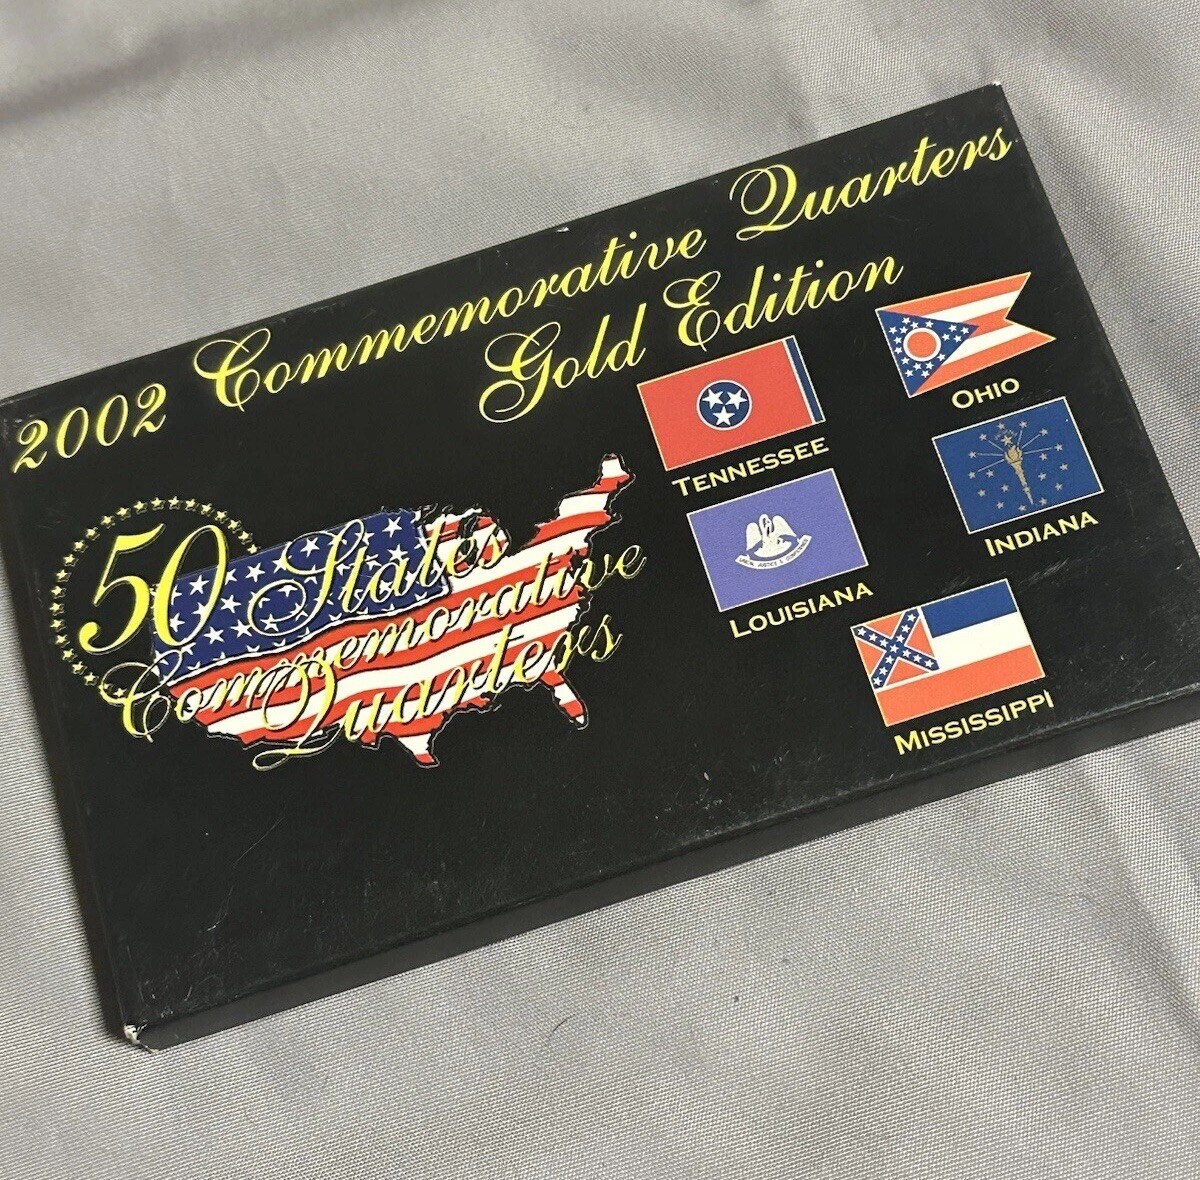 2002 Commemorative Quarters
Gold Edition
50 States
Commemorative
Quarters
TENNESSEE
OHIO
LOUISIANA
INDIANA
MISSISSIPPI